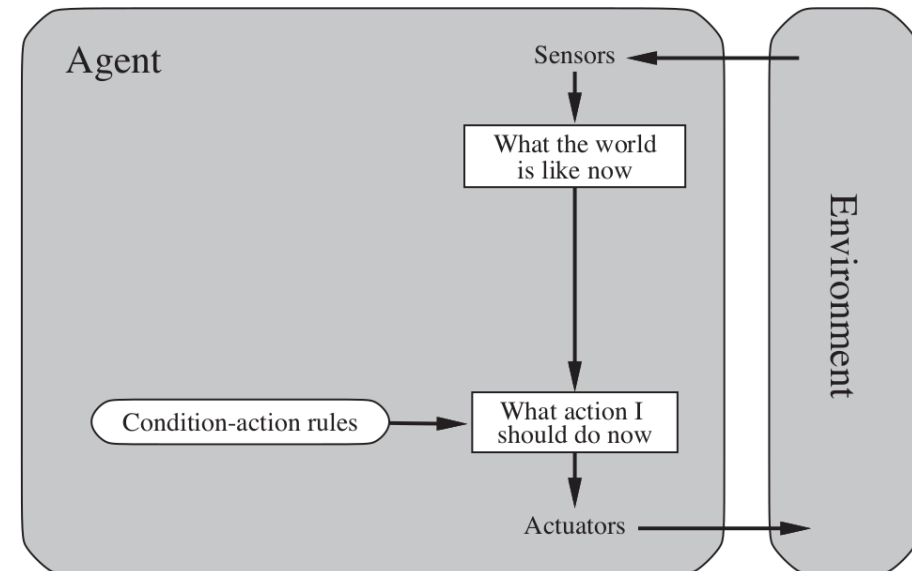 Agent
Sensors
What the world
is like now
Environment
Condition-action rules
What action I
should do now
Actuators